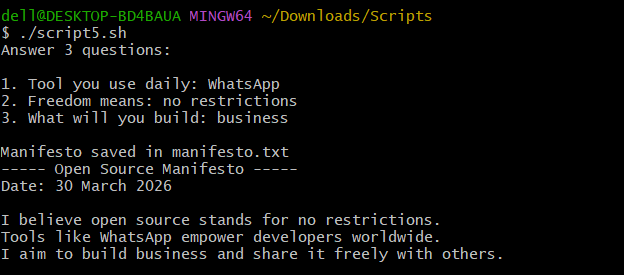 dell@DESKTOP-BD4BAUA MINGW64 ~/Downloads/Scripts
$ ./script5.sh
Answer 3 questions:
1. Tool you use daily: WhatsApp
2. Freedom means: no restrictions
3. What will you build: business
Manifesto saved in manifesto.txt
----- Open Source Manifesto -----
Date: 30 March 2026
I believe open source stands for no restrictions.
Tools like WhatsApp empower developers worldwide.
I aim to build business and share it freely with others.